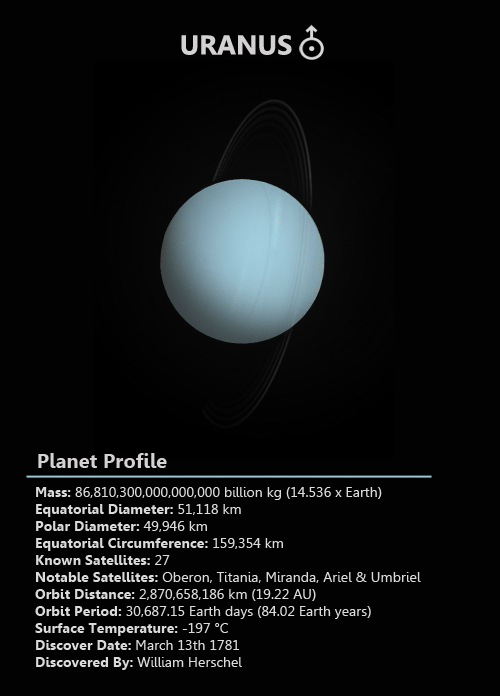 URANUS
Planet Profile
Mass: 86,810,300,000,000,000 billion kg (14.536 x Earth)
Equatorial Diameter: 51,118 km
Polar Diameter: 49,946 km
Equatorial Circumference: 159,354 km
Known Satellites: 27
Notable Satellites: Oberon, Titania, Miranda, Ariel & Umbriel
Orbit Distance: 2,870,658,186 km (19.22 AU)
Orbit Period: 30,687.15 Earth days (84.02 Earth years)
Surface Temperature: -197 °C
Discover Date: March 13th 1781
Discovered By: William Herschel